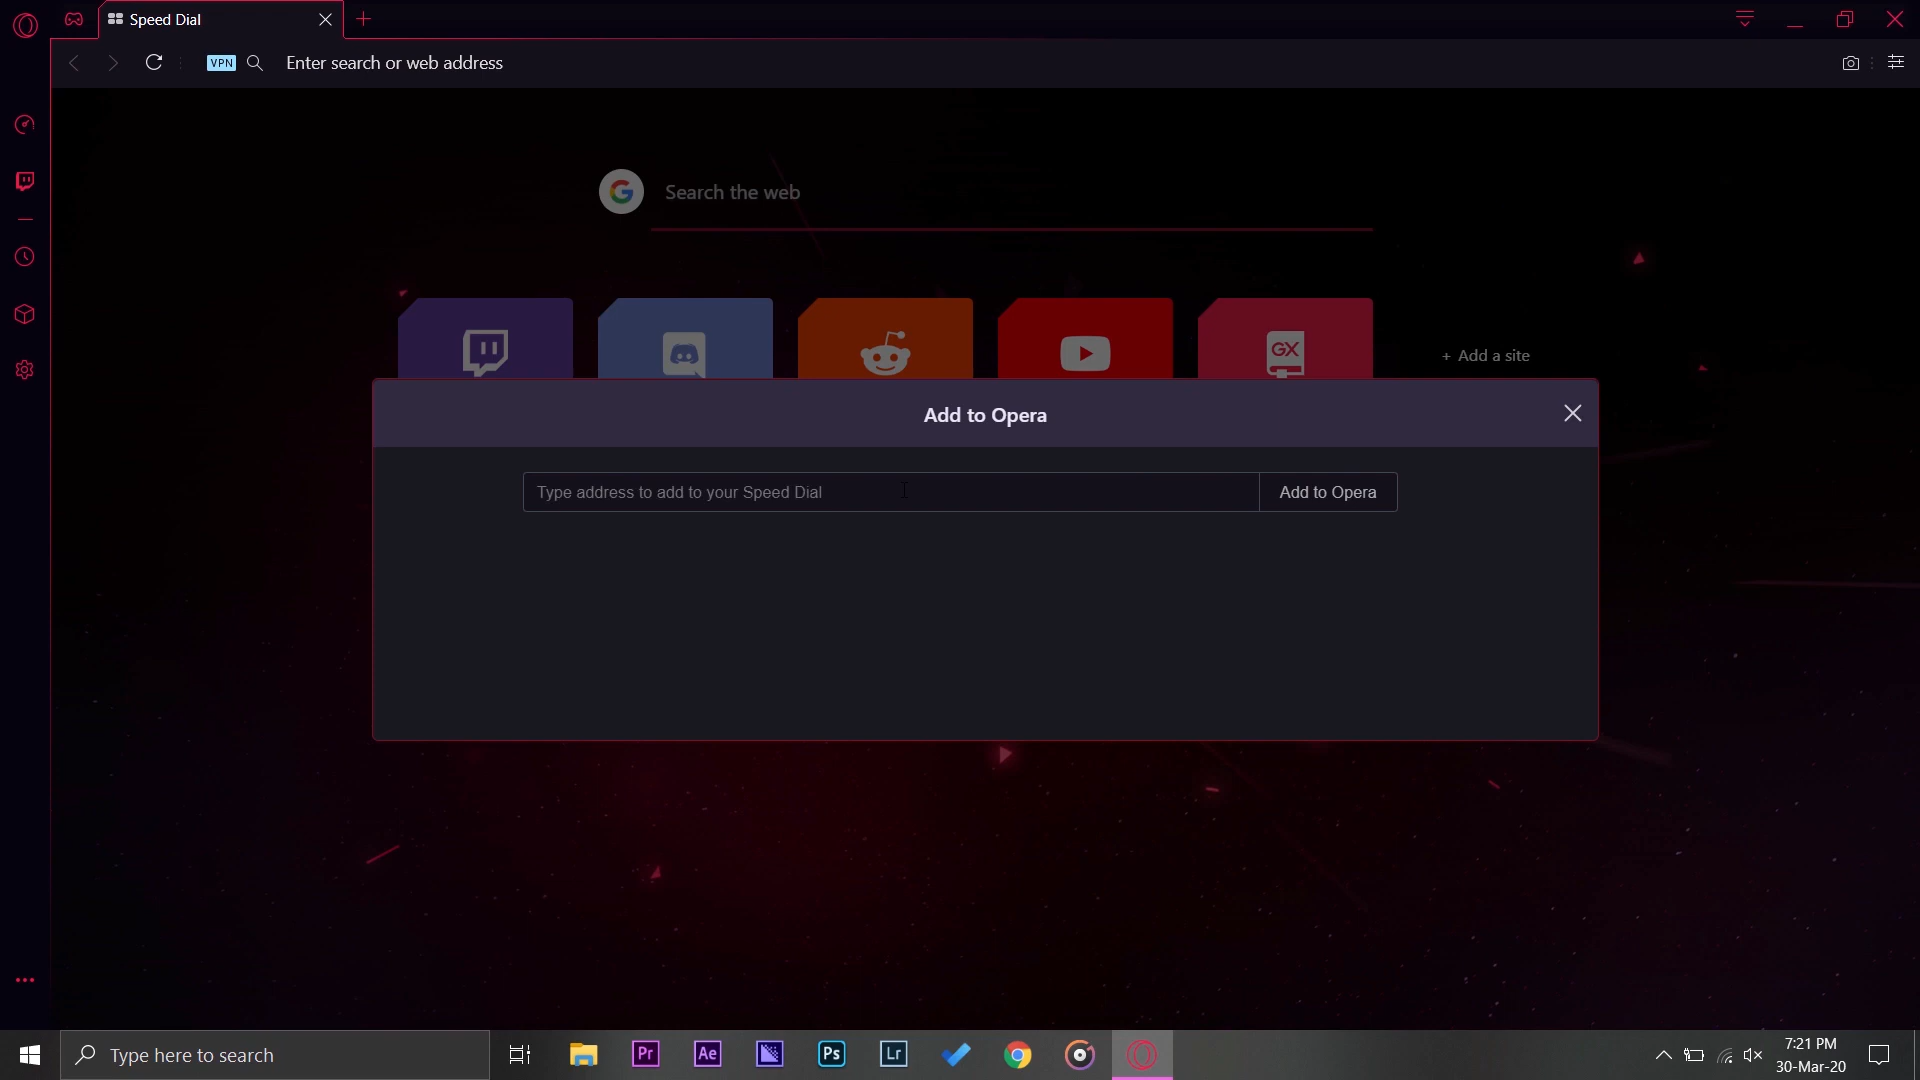 Speed Dial
VPN
Enter search or web address
G
Search the web
GX
+ Add a site
Add to Opera
Type address to add to your Speed Dial
Add to Opera
Type here to search
Pr
Ae
Ps
Lr
7:21 PM
30-Mar-20